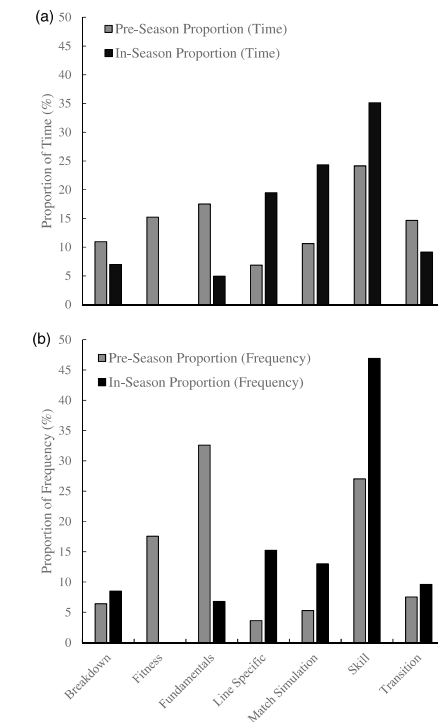 (a)
50
Pre-Season Proportion (Time)
45
In-Season Proportion (Time)
40
35
30
25
20
15
10
5
0
Proportion of Time (%)
(b)
50
Pre-Season Proportion (Frequency)
45
In-Season Proportion (Frequency)
40
35
30
25
20
15
10
5
0
Proportion of Frequency (%)
Breakdown
Fitness
Fundamentals
Line Specific
Match Simulation
Skill
Transition